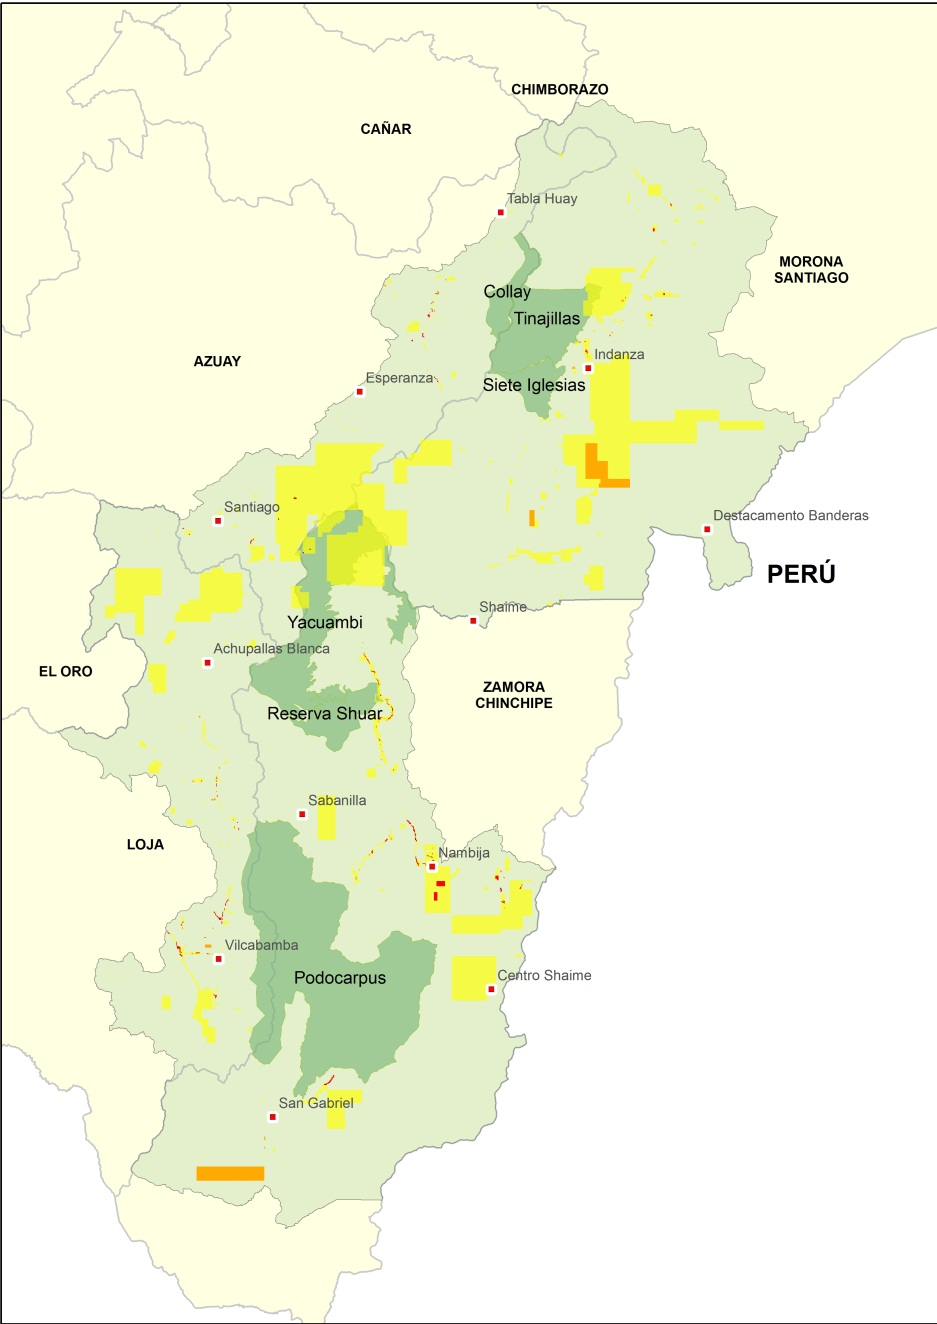 CHIMBORAZO
CAÑAR
Tabla Huay
MORONA
SANTIAGO
Collay
Tinajillas
AZUAY
Indanza
Esperanza
Siete Iglesias
Santiago
Destacamento Banderas
PERÚ
Shaime
Yacuambi
Achupallas Blanca
EL ORO
ZAMORA
CHINCHIPE
Reserva Shuar
Sabanilla
LOJA
Nambija
Vilcabamba
Podocarpus
Centro Shaime
San Gabriel